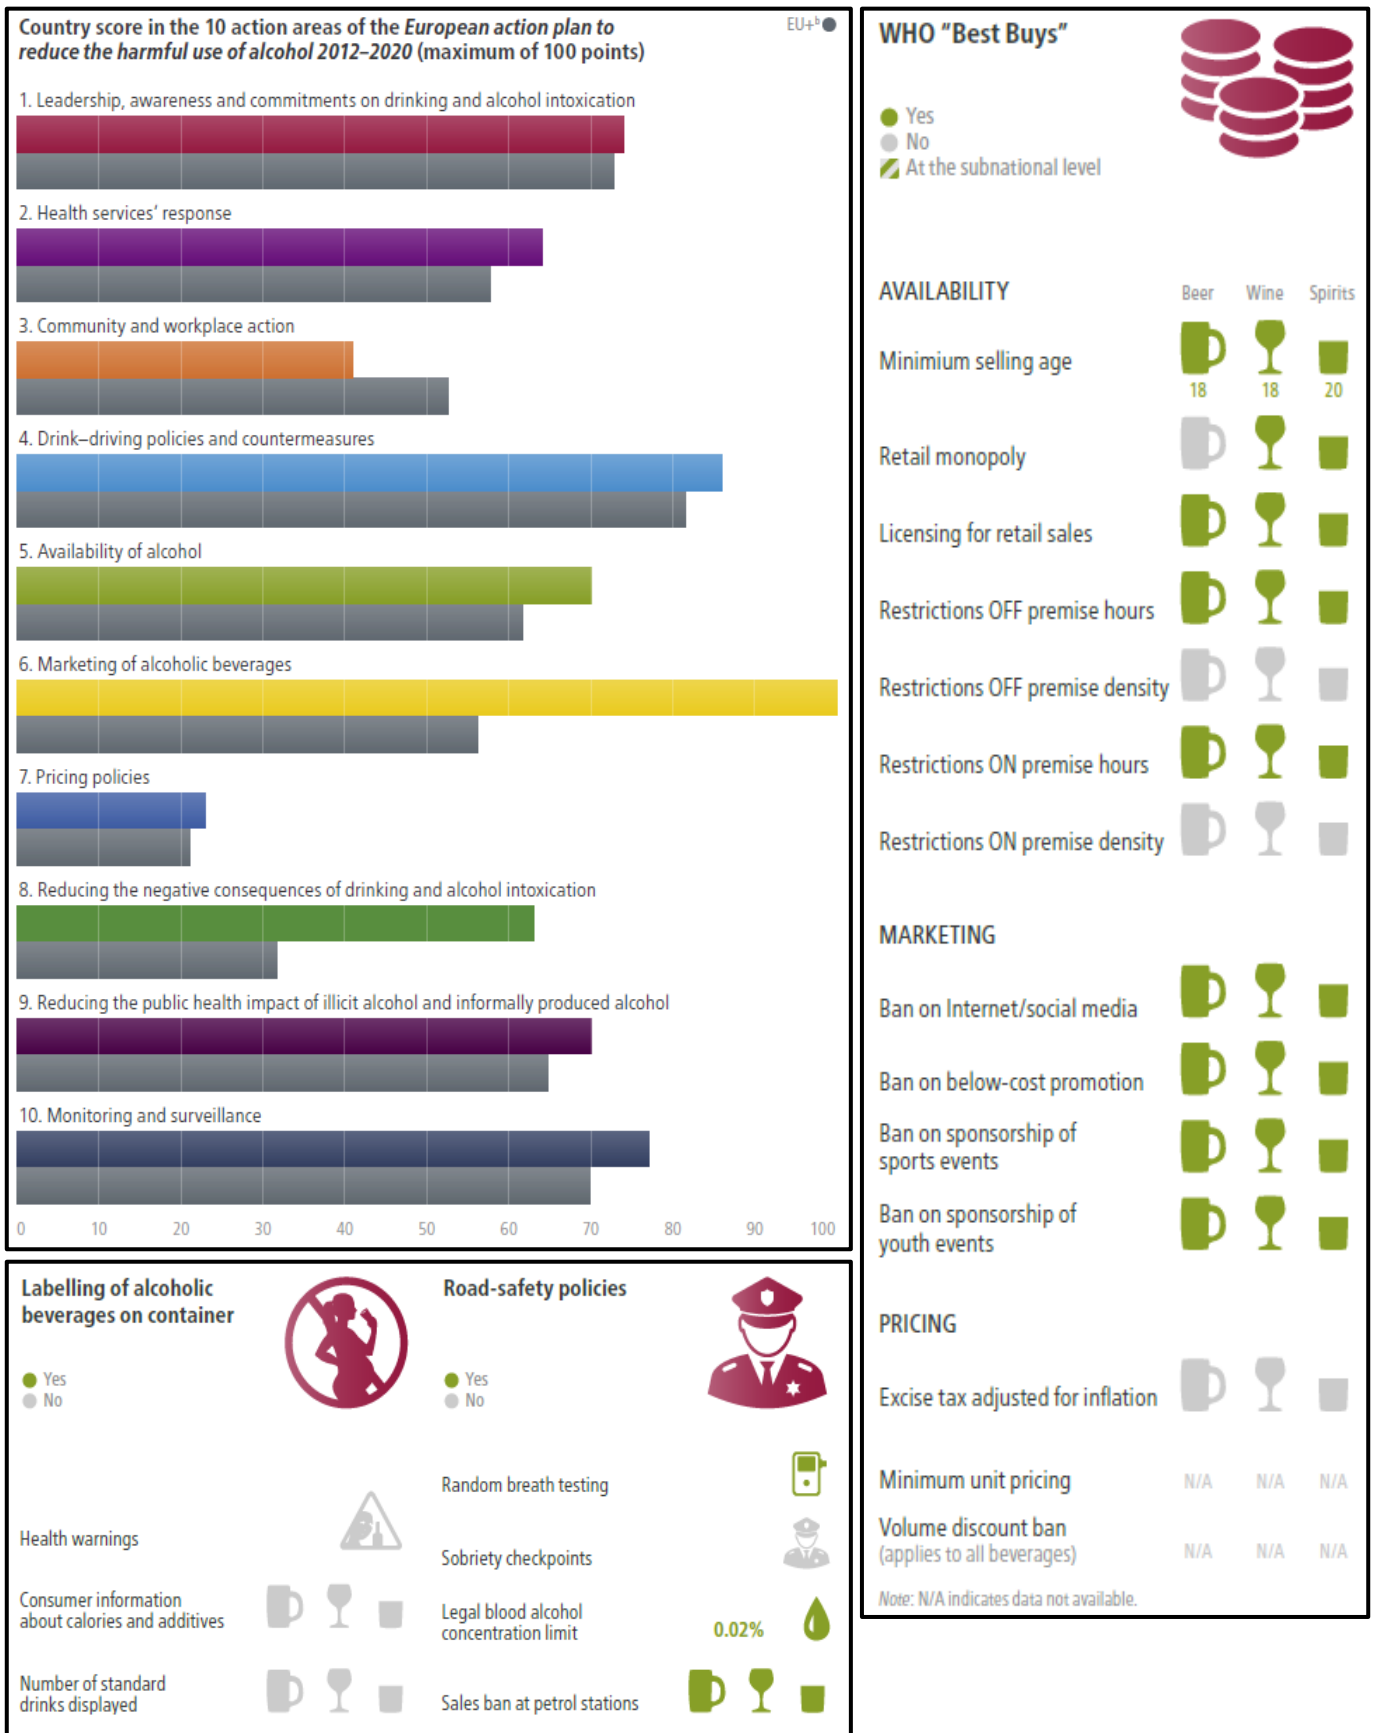 Country score in the 10 action areas of the European action plan to
reduce the harmful use of alcohol 2012–2020 (maximum of 100 points)
EU+ᵇ
1. Leadership, awareness and commitments on drinking and alcohol intoxication
2. Health services’ response
3. Community and workplace action
4. Drink–driving policies and countermeasures
5. Availability of alcohol
6. Marketing of alcoholic beverages
7. Pricing policies
8. Reducing the negative consequences of drinking and alcohol intoxication
9. Reducing the public health impact of illicit alcohol and informally produced alcohol
10. Monitoring and surveillance
0 10 20 30 40 50 60 70 80 90 100
Labelling of alcoholic
beverages on container
Yes
No
Health warnings
Consumer information
about calories and additives
Number of standard
drinks displayed
Road-safety policies
Yes
No
Random breath testing
Sobriety checkpoints
Legal blood alcohol
concentration limit
0.02%
Sales ban at petrol stations
WHO “Best Buys”
Yes
No
At the subnational level
AVAILABILITY Beer Wine Spirits
Minimum selling age
18 18 20
Retail monopoly
Licensing for retail sales
Restrictions OFF premise hours
Restrictions OFF premise density
Restrictions ON premise hours
Restrictions ON premise density
MARKETING
Ban on Internet/social media
Ban on below-cost promotion
Ban on sponsorship of
sports events
Ban on sponsorship of
youth events
PRICING
Excise tax adjusted for inflation
Minimum unit pricing N/A N/A N/A
Volume discount ban
(applies to all beverages) N/A N/A N/A
Note: N/A indicates data not available.